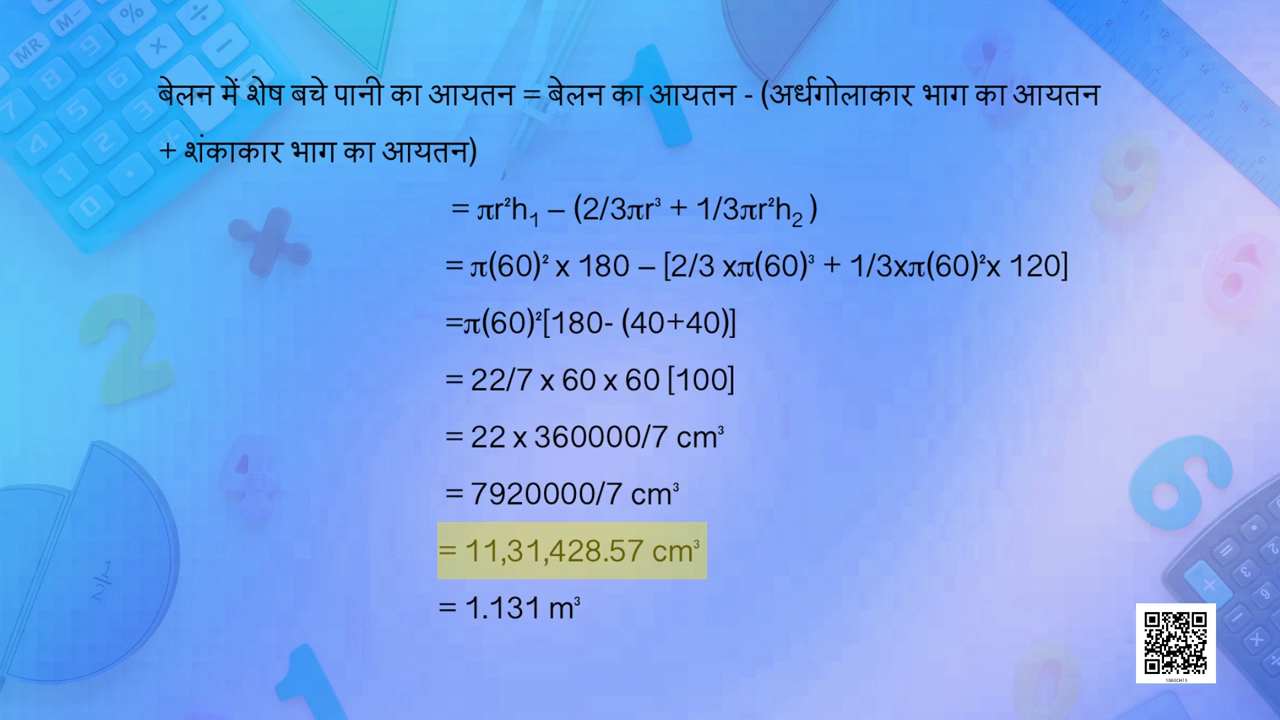 बेलन में शेष बचे पानी का आयतन = बेलन का आयतन - (अर्धगोलाकार भाग का आयतन
+ शंकाकार भाग का आयतन)
= πr²h₁ – (2/3πr³ + 1/3πr²h₂ )
= π(60)² x 180 – [2/3 xπ(60)³ + 1/3xπ(60)²x 120]
=π(60)²[180- (40+40)]
= 22/7 x 60 x 60 [100]
= 22 x 360000/7 cm³
= 7920000/7 cm³
= 11,31,428.57 cm³
= 1.131 m³